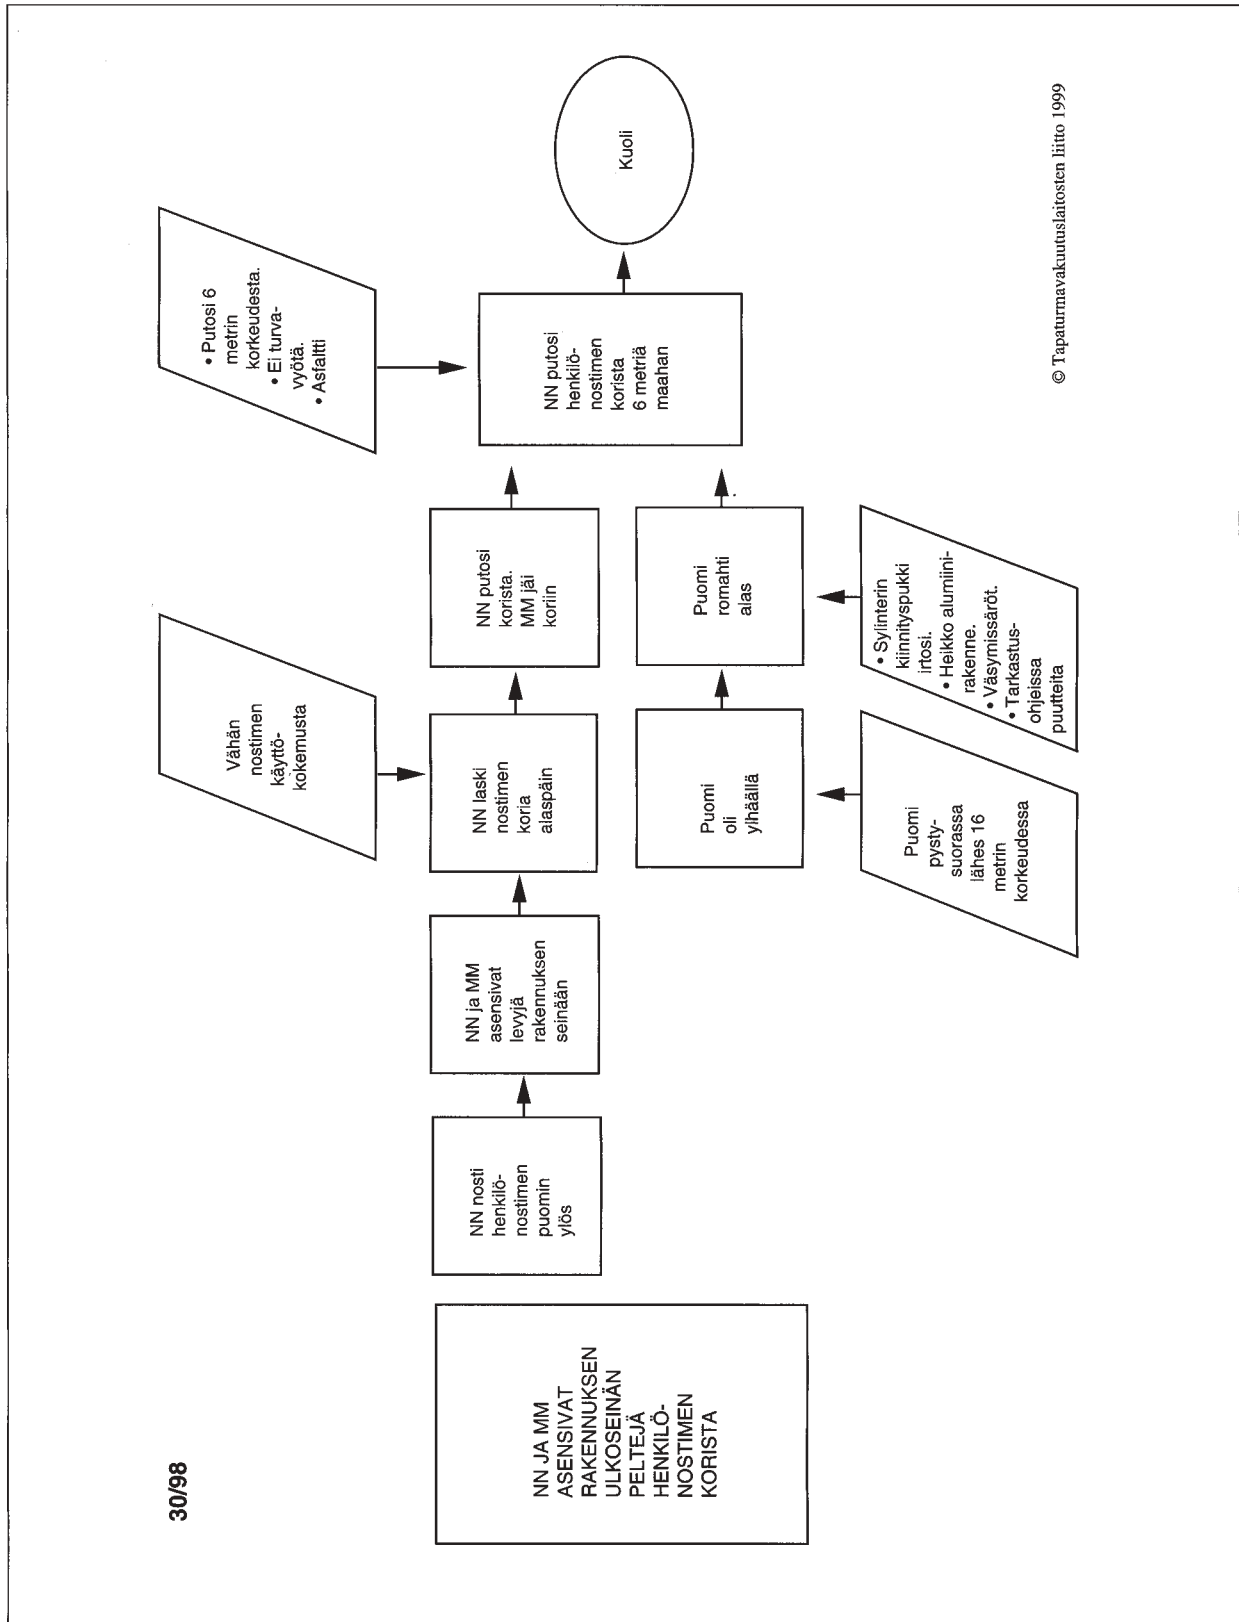 30/98
NN JA MM
ASENSIVAT
RAKENNUKSEN
ULKOSEINÄN
PELTEJÄ
HENKILÖ-
NOSTIMEN
KORISTA
NN nosti
henkilö-
nostimen
puomin
ylös
NN ja MM
asensivat
levyjä
rakennuksen
seinään
Vähän
nostimen
käyttö-
kokemusta
NN laski
nostimen
koria
alaspäin
NN putosi
korista.
MM jäi
koriin
Puomi
oli
ylhäällä
Puomi
pysty-
suorassa
lähes 16
metrin
korkeudessa
Puomi
romahti
alas
• Sylinterin
kiinnityspukki
irtosi.
• Heikko alumiini-
rakenne.
• Väsymissäröt.
• Tarkastus-
ohjeissa
puutteita
• Putosi 6
metrin
korkeudesta.
• Ei turva-
vyötä.
• Asfaltti
NN putosi
henkilö-
nostimen
korista
6 metriä
maahan
Kuoli
© Tapaturmavakuutuslaitosten liitto 1999